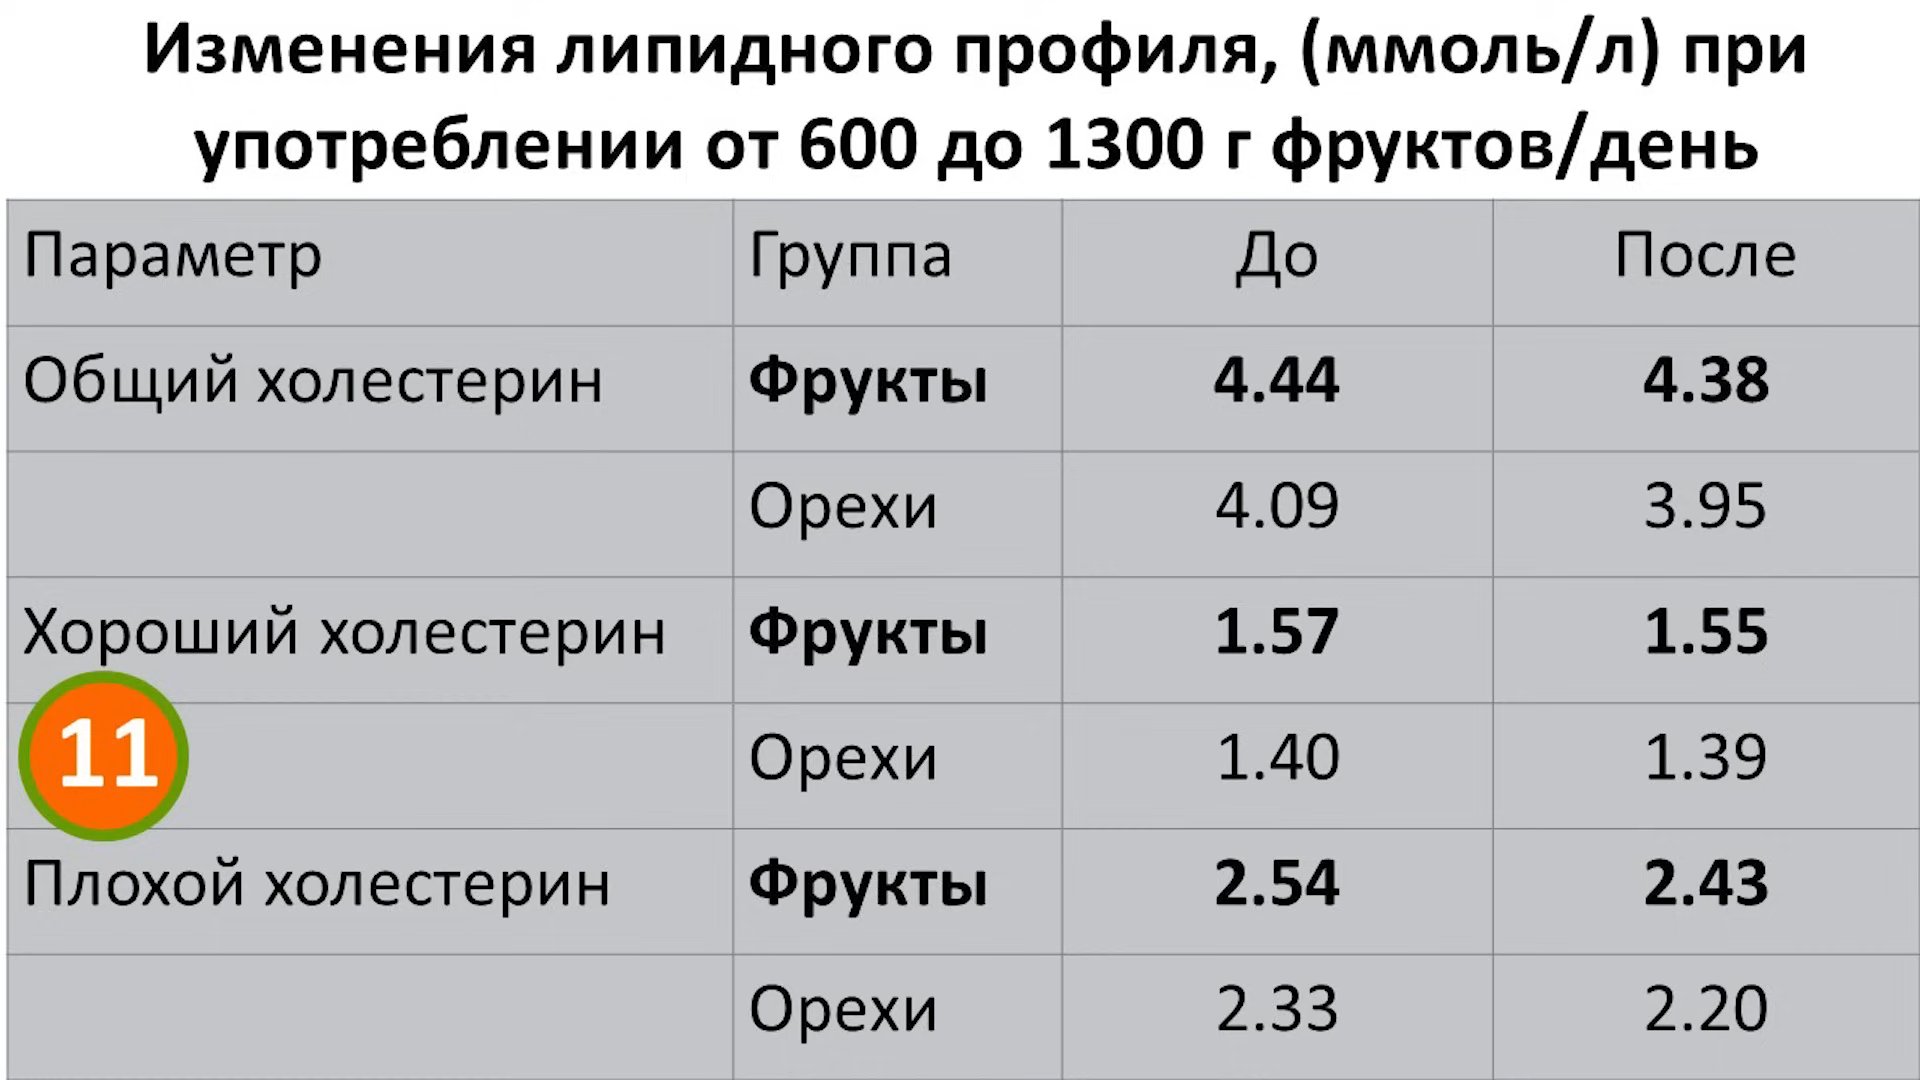 Изменения липидного профиля, (ммоль/л) при
употреблении от 600 до 1300 г фруктов/день
Параметр Группа До После
Общий холестерин Фрукты 4.44 4.38
Орехи 4.09 3.95
Хороший холестерин Фрукты 1.57 1.55
11 Орехи 1.40 1.39
Плохой холестерин Фрукты 2.54 2.43
Орехи 2.33 2.20